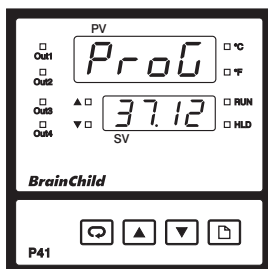 PV
Out1
Out2
Out3
Out4
ProG
°C
°F
37.12
RUN
HLD
SV
BrainChild
P41